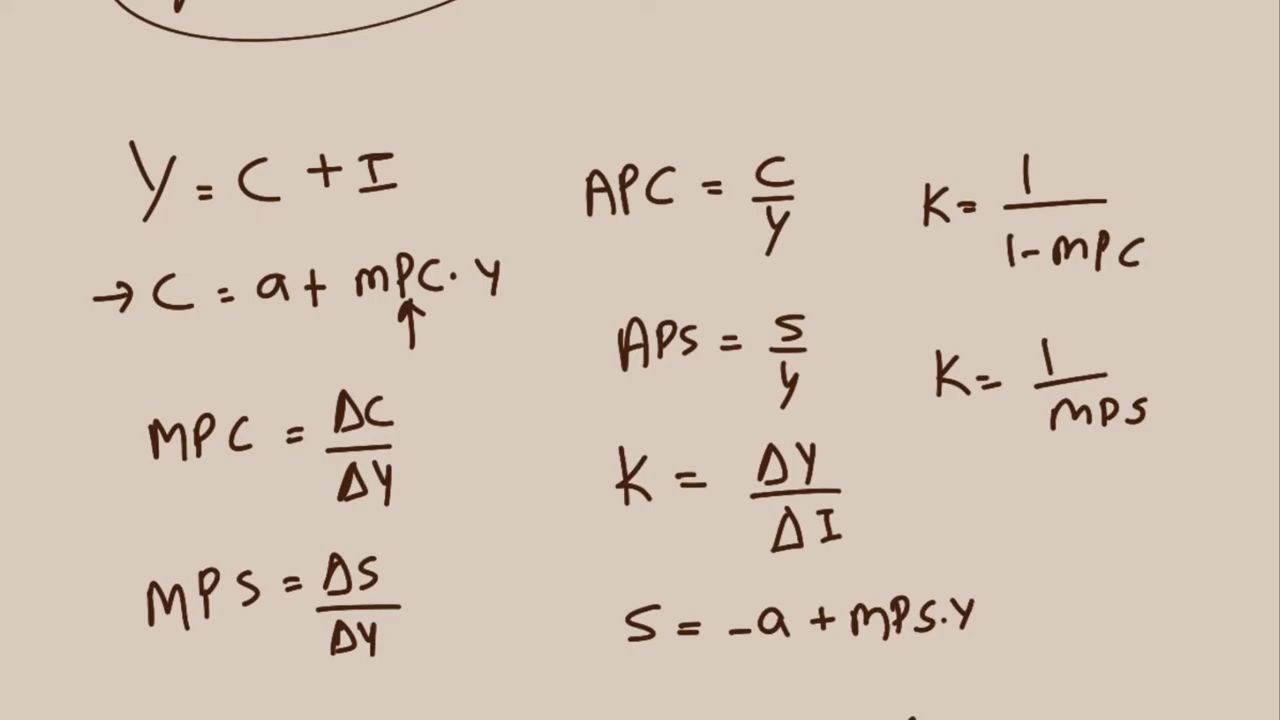 Y = C + I
→ C = a + MPC · Y
↑
MPC = ΔC/ΔY
MPS = ΔS/ΔY
APC = C/Y
APS = S/Y
K = ΔY/ΔI
S = -a + MPS.Y
K = 1/1-MPC
K = 1/MPS